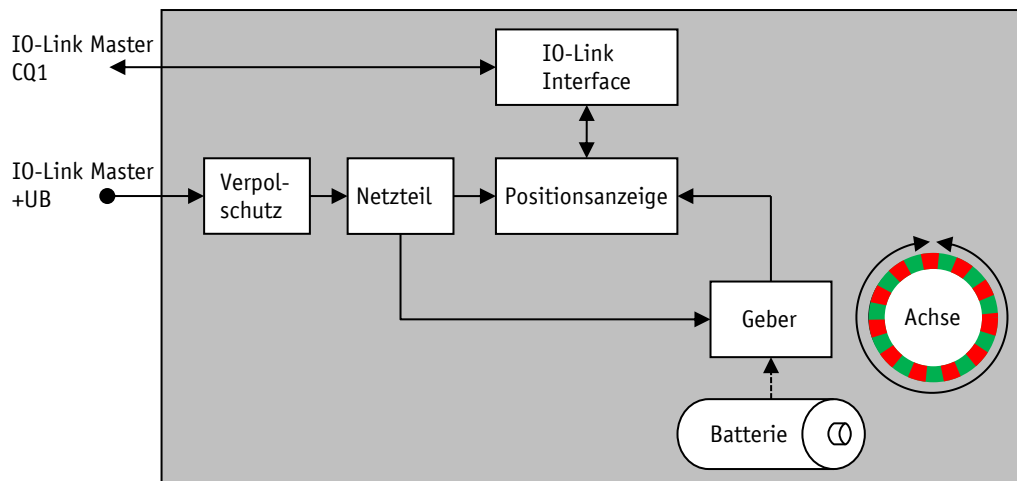 IO-Link Master
CQ1
IO-Link
Interface
IO-Link Master
+UB
Verpol-
schutz
Netzteil
Positionsanzeige
Geber
Achse
Batterie